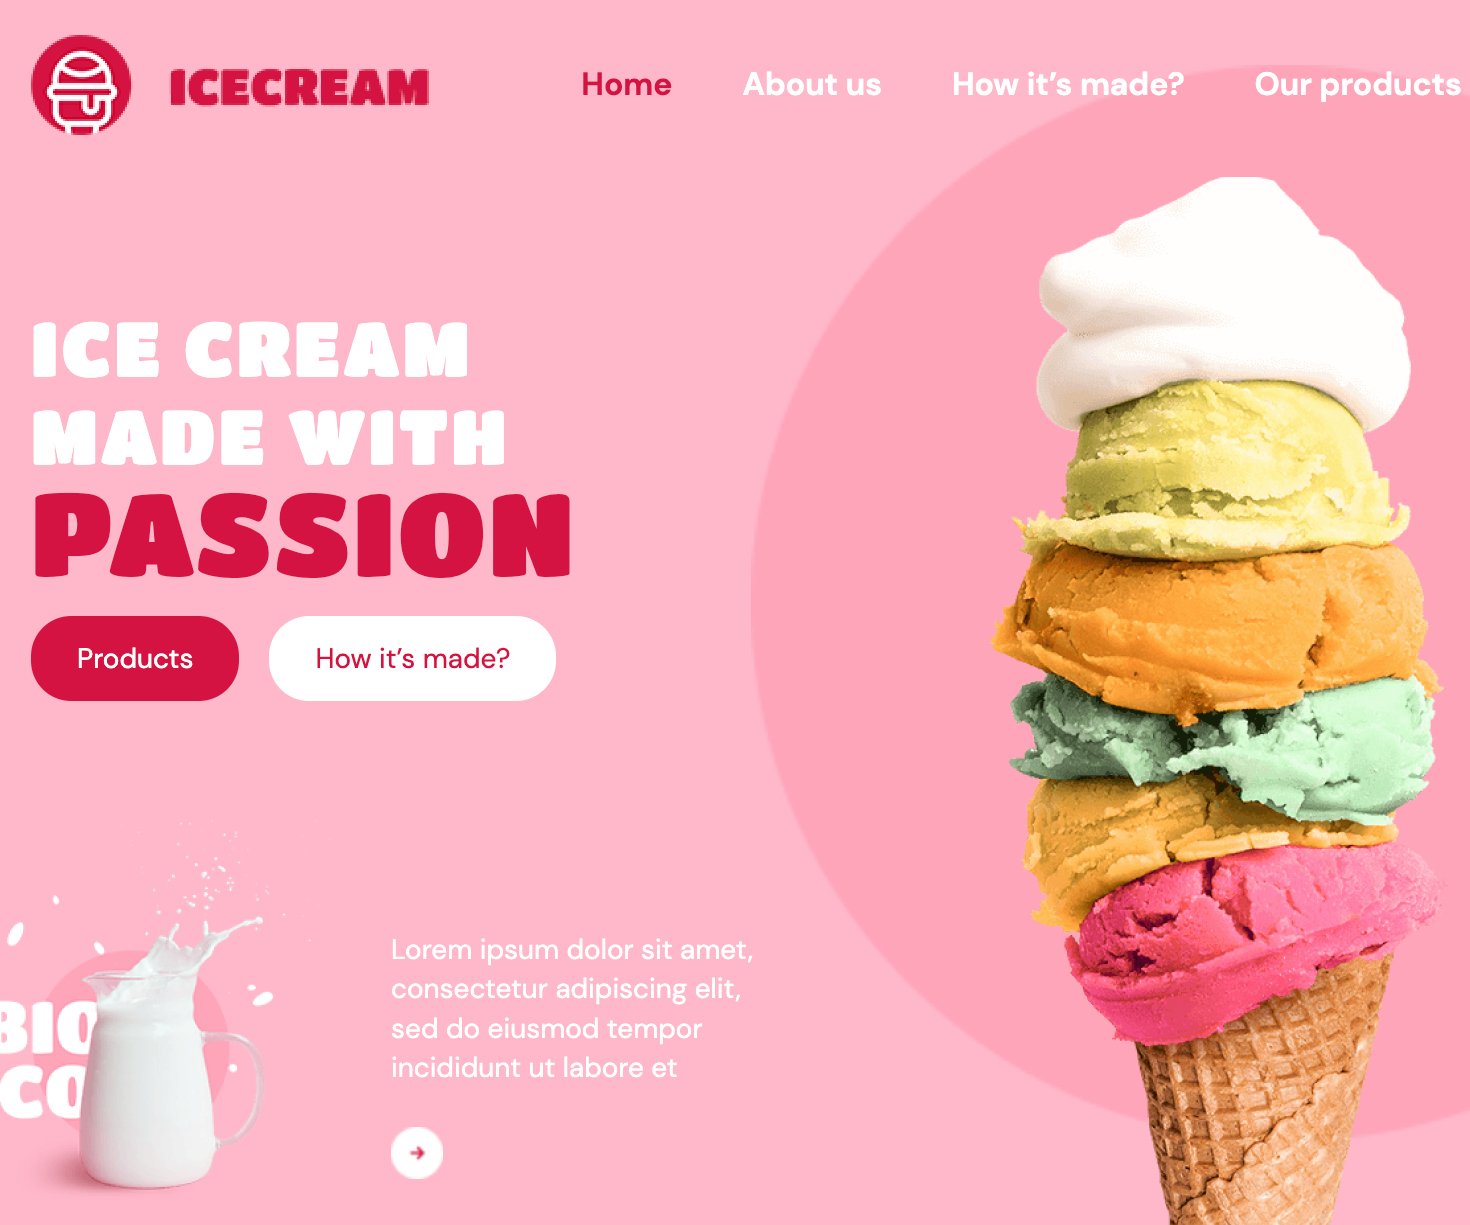 ICECREAM
Home About us How it's made? Our products
ICE CREAM
MADE WITH
PASSION
Products How it's made?
Lorem ipsum dolor sit amet,
consectetur adipiscing elit,
sed do eiusmod tempor
incididunt ut labore et
BIO
CO